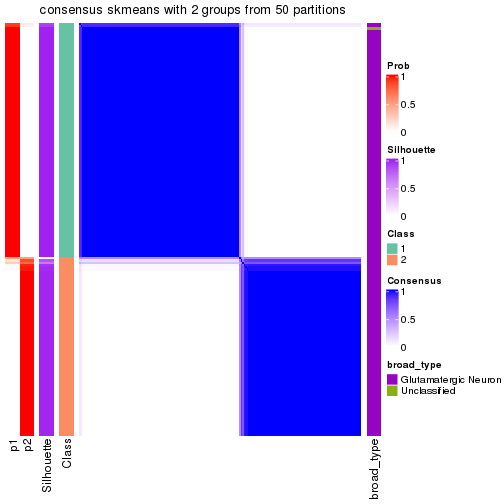 consensus skmeans with 2 groups from 50 partitions
Prob
1
0.5
0
Silhouette
1
0.5
0
Class
1
2
Consensus
1
0.5
0
broad_type
Glutamatergic Neuron
Unclassified
p1
p2
Silhouette
Class
broad_type